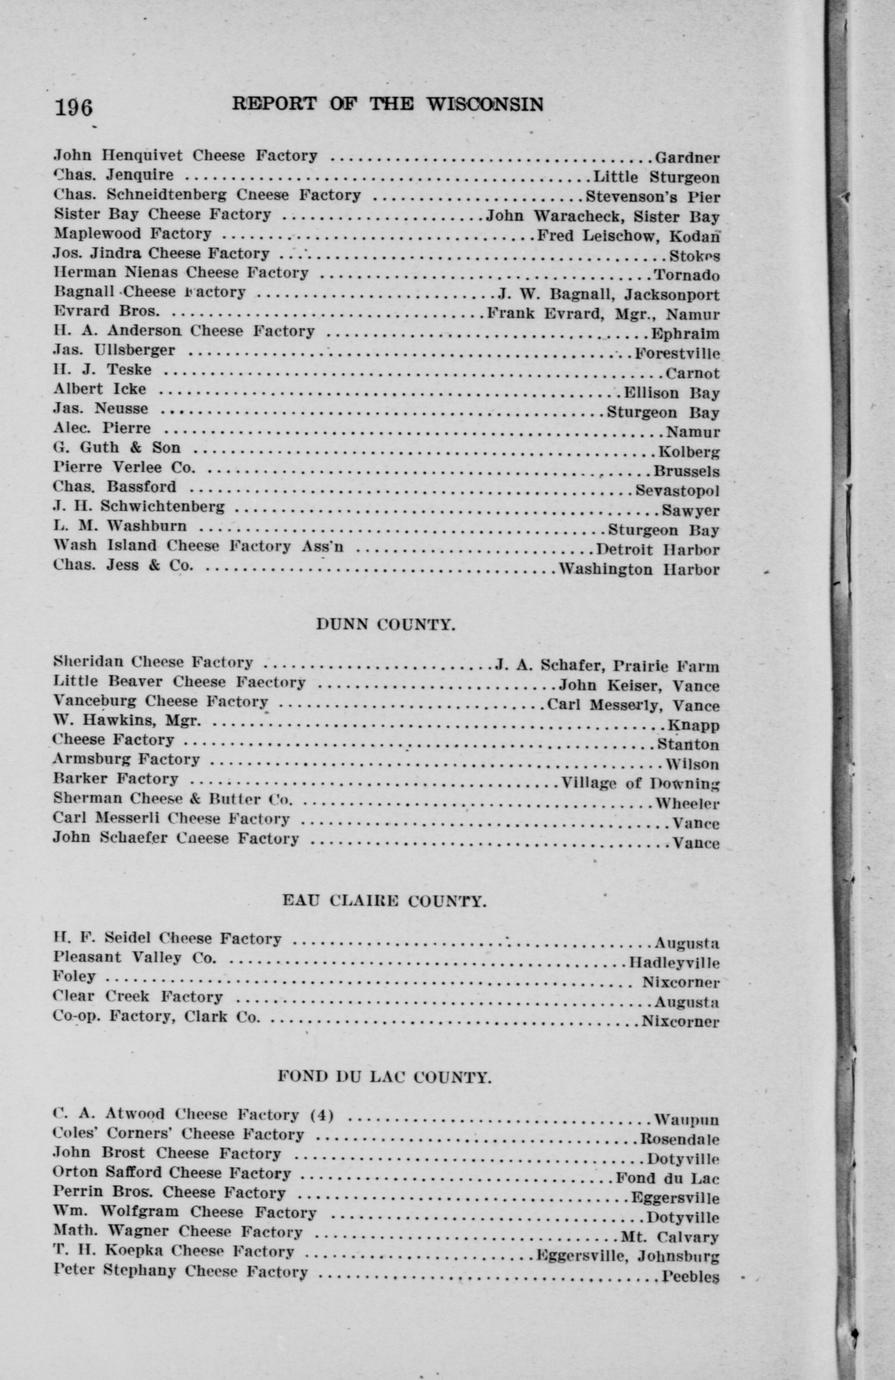 196 REPORT OF THE WISCONSIN
John Henquivet Cheese Factory ..................................Gardner
Chas. Jenquire ...........................................Little Sturgeon
Chas. Schneidtenberg Cneese Factory .......................Stevenson's Pier
Sister Bay Cheese Factory .....................John Waracheck, Sister Bay
Maplewood Factory .................................Fred Leischow, Kodan
Jos. Jindra Cheese Factory .........................................Stokes
Herman Nienas Cheese Factory ...................................Tornado
Bagnall Cheese Factory .........................J. W. Bagnall, Jacksonport
Evrard Bros. .................................Frank Evrard, Mgr., Namur
H. A. Anderson Cheese Factory ..................................Ephraim
Jas. Ullsberger ...............................................Forestville
H. J. Teske .....................................................Carnot
Albert Icke .................................................Ellison Bay
Jas. Neusse ...............................................Sturgeon Bay
Alec. Pierre .....................................................Namur
G. Guth & Son .................................................Kolberg
Pierre Verlee Co. ...............................................Brussels
Chas. Bassford ...............................................Sevastopol
J. H. Schwichtenberg .............................................Sawyer
L. M. Washburn ...........................................Sturgeon Bay
Wash Island Cheese Factory Ass'n .........................Detroit Harbor
Chas. Jess & Co. .....................................Washington Harbor
DUNN COUNTY.
Sheridan Cheese Factory .........................J. A. Schafer, Prairie Farm
Little Beaver Cheese Faectory ..........................John Keiser, Vance
Vanceburg Cheese Factory .............................Carl Messerly, Vance
W. Hawkins, Mgr. ................................................Knapp
Cheese Factory ..................................................Stanton
Armsburg Factory ................................................Wilson
Barker Factory .......................................Village of Downing
Sherman Cheese & Butter Co. .....................................Wheeler
Carl Messerli Cheese Factory .......................................Vance
John Schaefer Cneese Factory ......................................Vance
EAU CLAIRE COUNTY.
H. F. Seidel Cheese Factory ......................................Augusta
Pleasant Valley Co. ..........................................Hadleyville
Foley ........................................................ Nixcorner
Clear Creek Factory ............................................Augusta
Co-op. Factory, Clark Co. .......................................Nixcorner
FOND DU LAC COUNTY.
C. A. Atwood Cheese Factory (4) .................................Waupun
Coles' Corners' Cheese Factory ..................................Rosendale
John Brost Cheese Factory .....................................Dotyville
Orton Safford Cheese Factory .................................Fond du Lac
Perrin Bros. Cheese Factory ...................................Eggersville
Wm. Wolfgram Cheese Factory .................................Dotyville
Math. Wagner Cheese Factory ................................Mt. Calvary
T. H. Koepka Cheese Factory ........................Eggersville, Johnsburg
Peter Stephany Cheese Factory ....................................Peebles